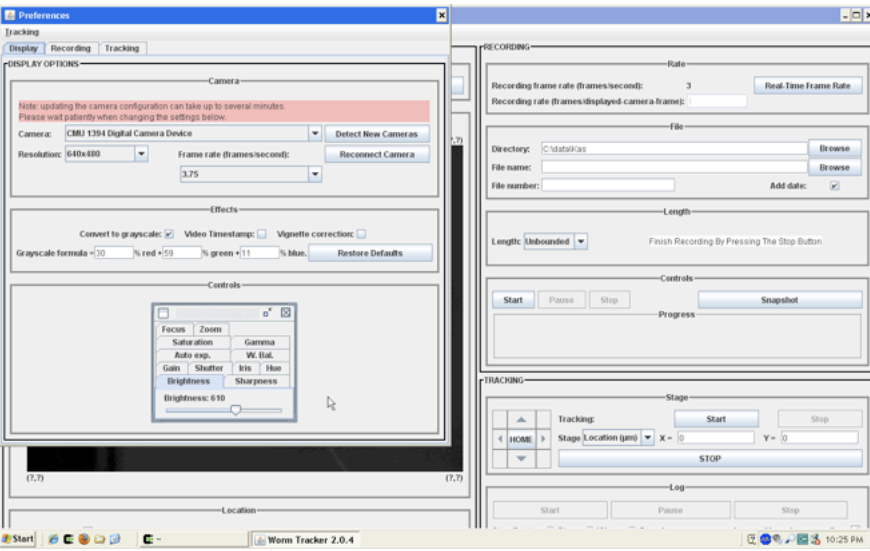 Preferences
Tracking
Display Recording Tracking
DISPLAY OPTIONS
Camera
Note: updating the camera configuration can take up to several minutes.
Please wait patiently when changing the settings below.
Camera: CMU 1394 Digital Camera Device Detect New Cameras
Resolution: 640x480 Frame rate (frames/second): Reconnect Camera
3.75
Effects
Convert to grayscale: Video Timestamp: Vignette correction:
Grayscale formula = 30 % red + 59 % green + 11 % blue. Restore Defaults
Controls
Focus Zoom
Saturation Gamma
Auto exp. W. Bal.
Gain Shutter Iris Hue
Brightness Sharpness
Brightness: 610
(?,?)
(?,?) (?,?)
Location
RECORDING
Rate
Recording frame rate (frames/second): 3 Real-Time Frame Rate
Recording rate (frames/displayed-camera-frame): 1
File
Directory: C:\data\Kas Browse
File name: Browse
File number: Add date:
Length
Length: Unbounded Finish Recording By Pressing The Stop Button
Controls
Start Pause Stop Snapshot
Progress
TRACKING
Stage
Tracking: Start Stop
HOME Stage Location (µm) X = 0 Y = 0
STOP
Log
Start Pause Stop
Start Worm Tracker 2.0.4 10:25 PM